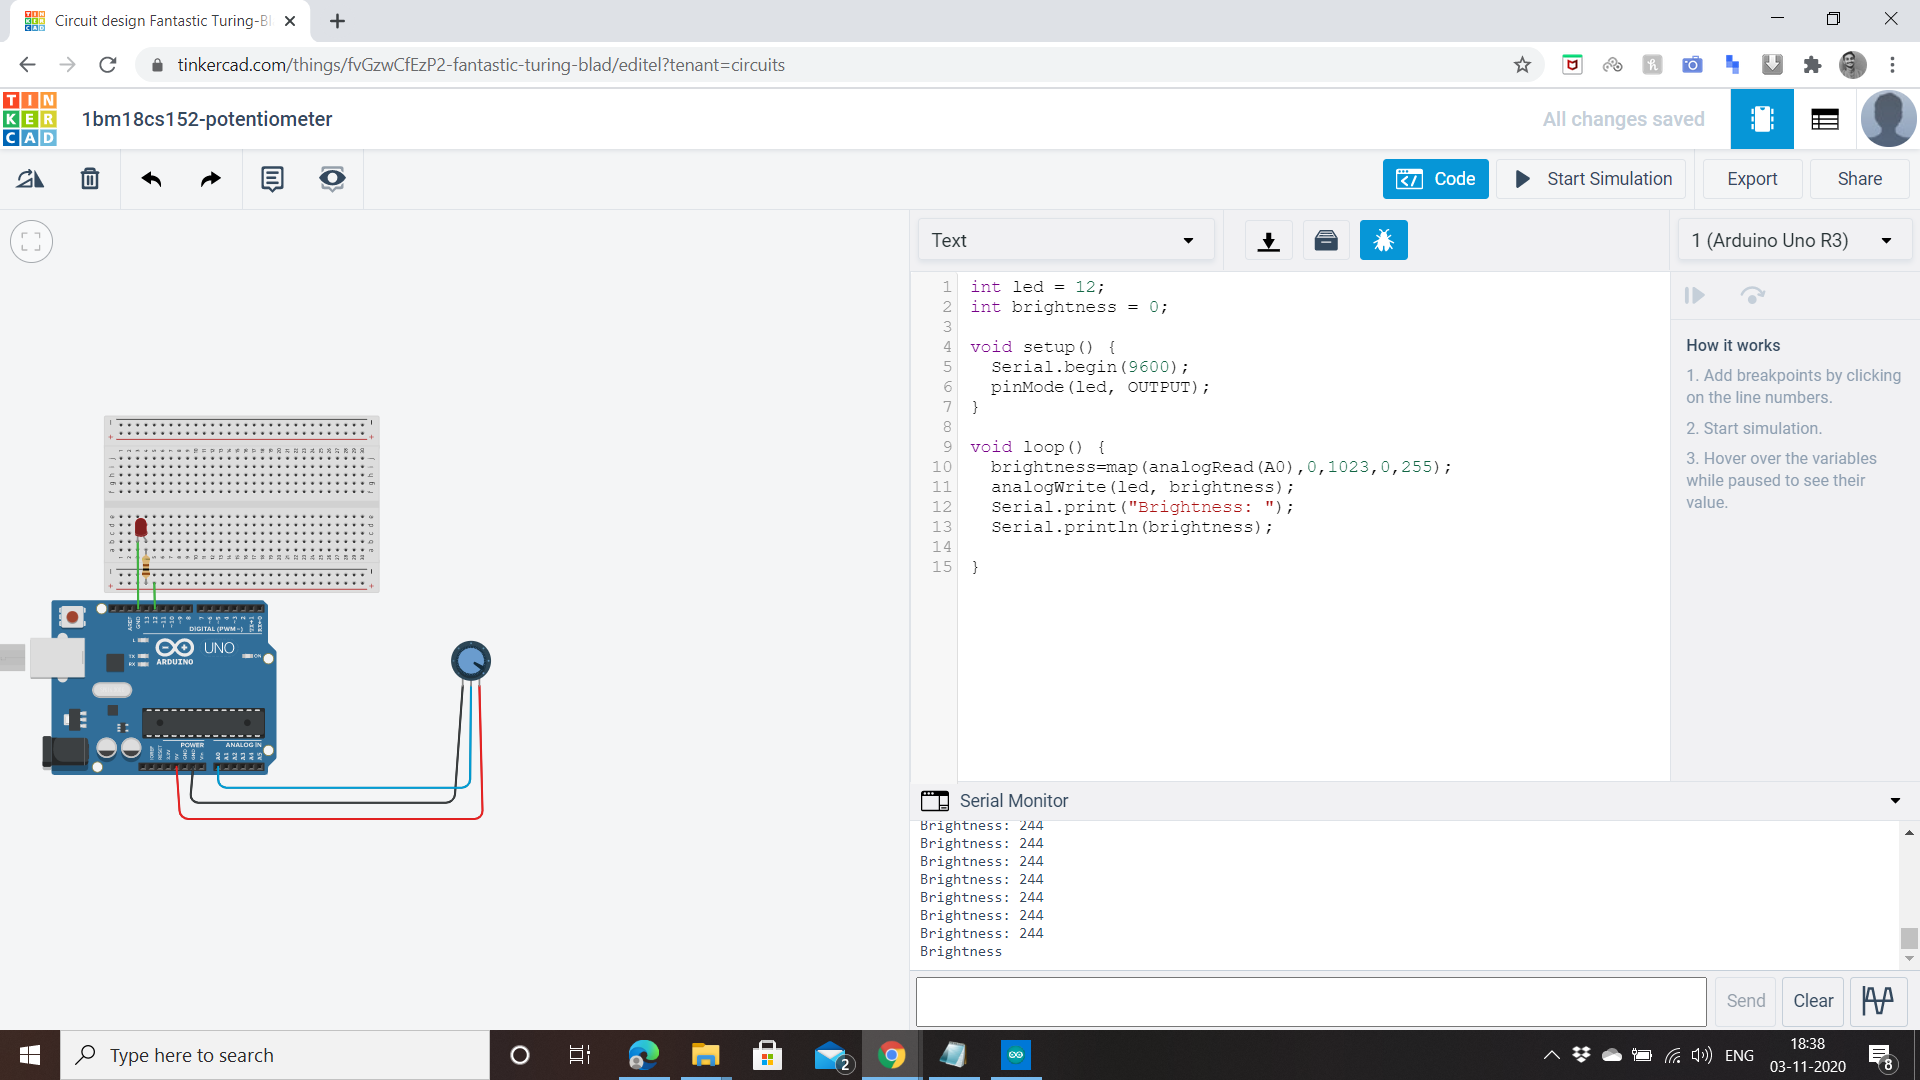 Circuit design Fantastic Turing-Bl
tinkercad.com/things/fvGzwCfEzP2-fantastic-turing-blad/editel?tenant=circuits
TIN
KER
CAD
1bm18cs152-potentiometer
All changes saved
Code
Start Simulation
Export
Share
Text
1 (Arduino Uno R3)
1 int led = 12;
2 int brightness = 0;
3
4 void setup() {
5 Serial.begin(9600);
6 pinMode(led, OUTPUT);
7 }
8
9 void loop() {
10 brightness=map(analogRead(A0),0,1023,0,255);
11 analogWrite(led, brightness);
12 Serial.print("Brightness: ");
13 Serial.println(brightness);
14
15 }
How it works
1. Add breakpoints by clicking
on the line numbers.
2. Start simulation.
3. Hover over the variables
while paused to see their
value.
DIGITAL (PWM~)
UNO
ARDUINO
TX
RX
ON
POWER
ANALOG IN
Serial Monitor
Brightness: 244
Brightness: 244
Brightness: 244
Brightness: 244
Brightness: 244
Brightness: 244
Brightness: 244
Brightness
Send
Clear
Type here to search
2
ENG
18:38
03-11-2020
8